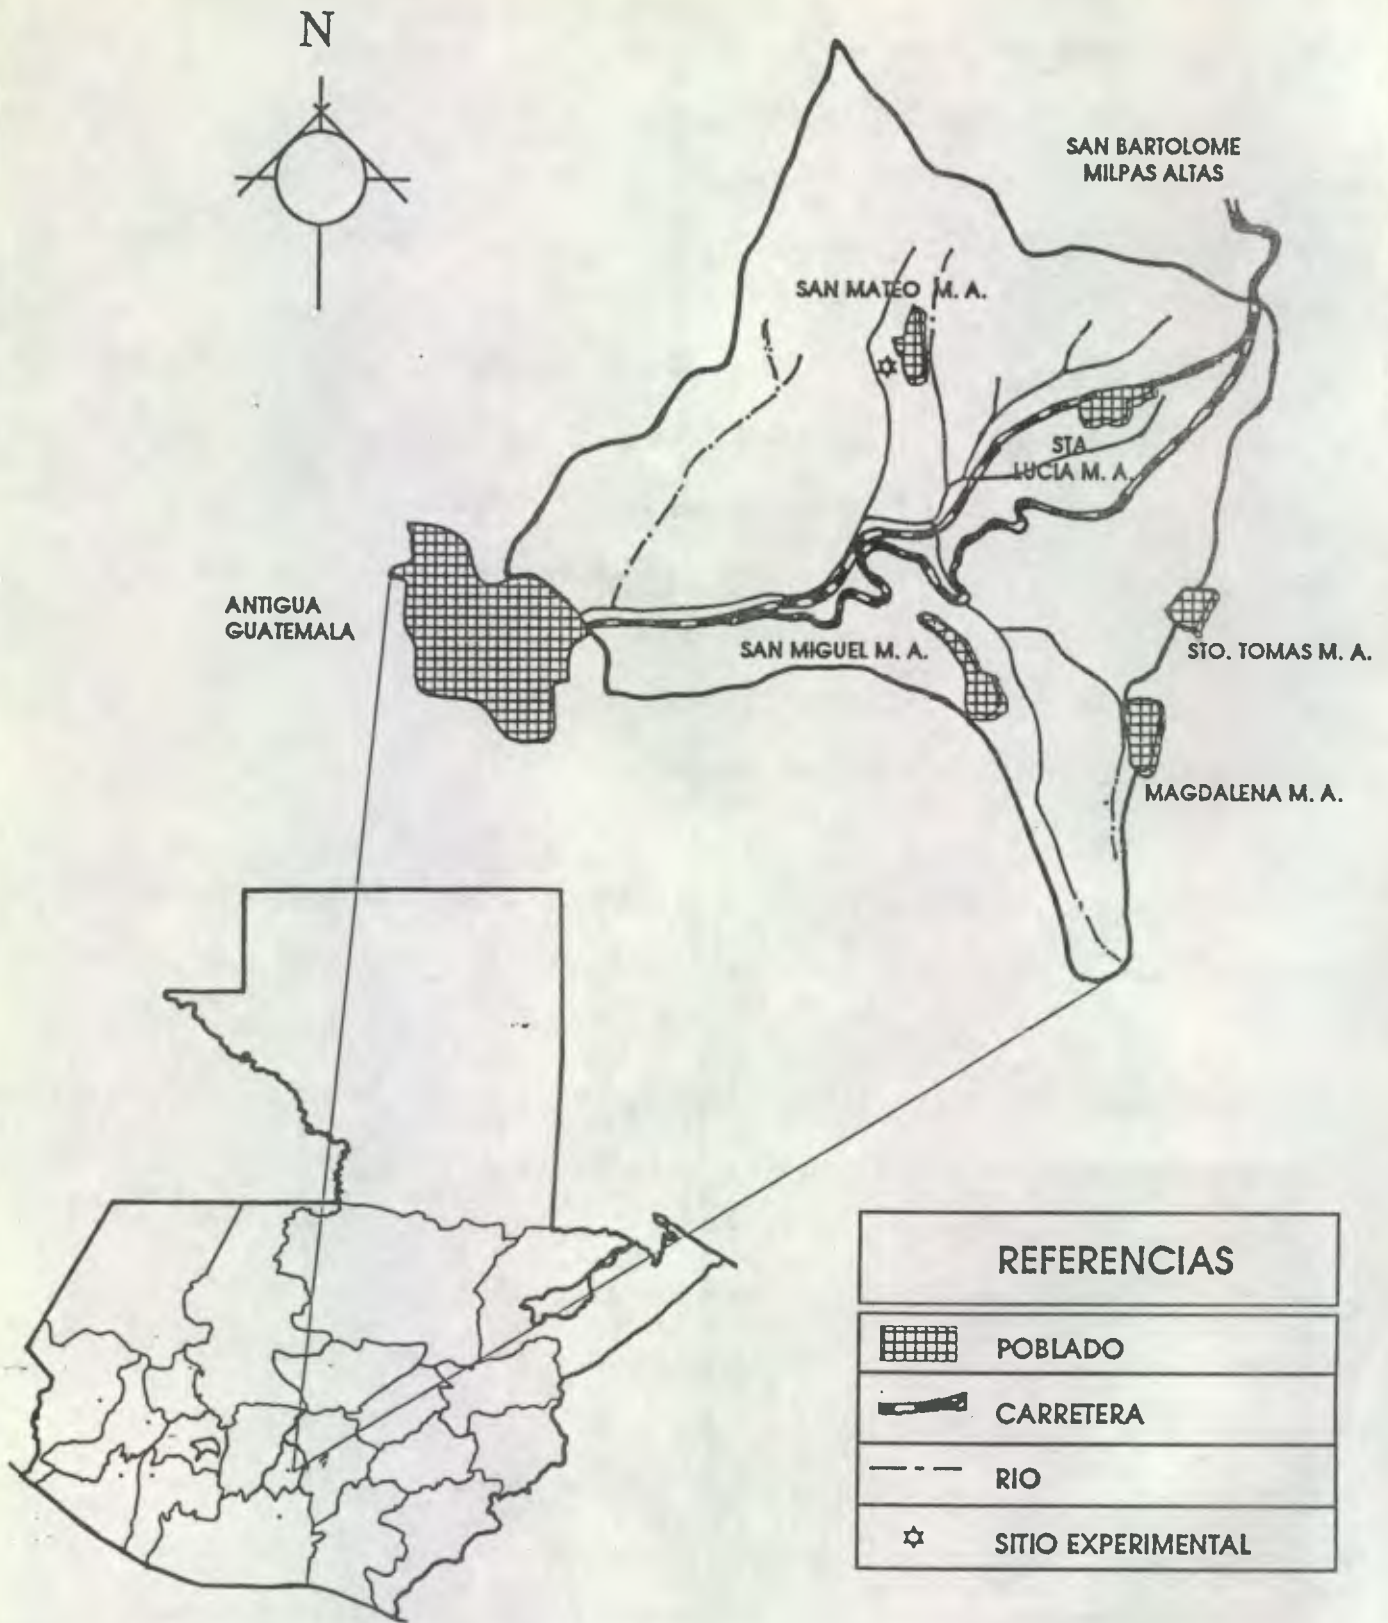 N
SAN BARTOLOME
MILPAS ALTAS
SAN MATEO M. A.
STA.
LUCIA M. A.
ANTIGUA
GUATEMALA
SAN MIGUEL M. A.
STO. TOMAS M. A.
MAGDALENA M. A.
REFERENCIAS
POBLADO
CARRETERA
RIO
SITIO EXPERIMENTAL